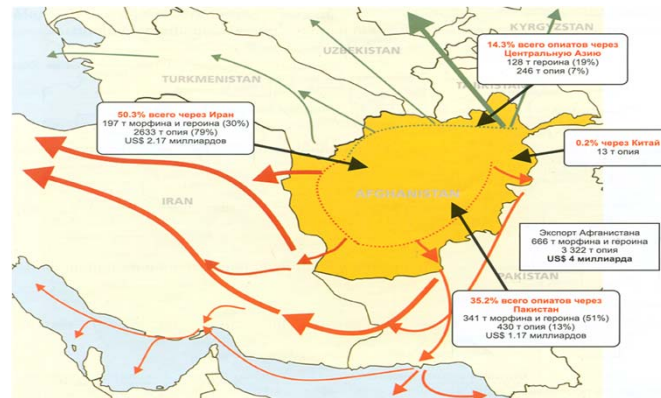 KYRGYZSTAN
14.3% всего опиатов через
Центральную Азию
128 т героина (19%)
246 т опия (7%)
UZBEKISTAN
TAJIKISTAN
TURKMENISTAN
50.3% всего через Иран
197 т морфина и героина (30%)
2633 т опия (79%)
US$ 2.17 миллиардов
0.2% через Китай
13 т опия
IRAN
AFGHANISTAN
Экспорт Афганистана
666 т морфина и героина
3 322 т опия
US$ 4 миллиарда
PAKISTAN
35.2% всего опиатов через
Пакистан
341 т морфина и героина (51%)
430 т опия (13%)
US$ 1.17 миллиардов